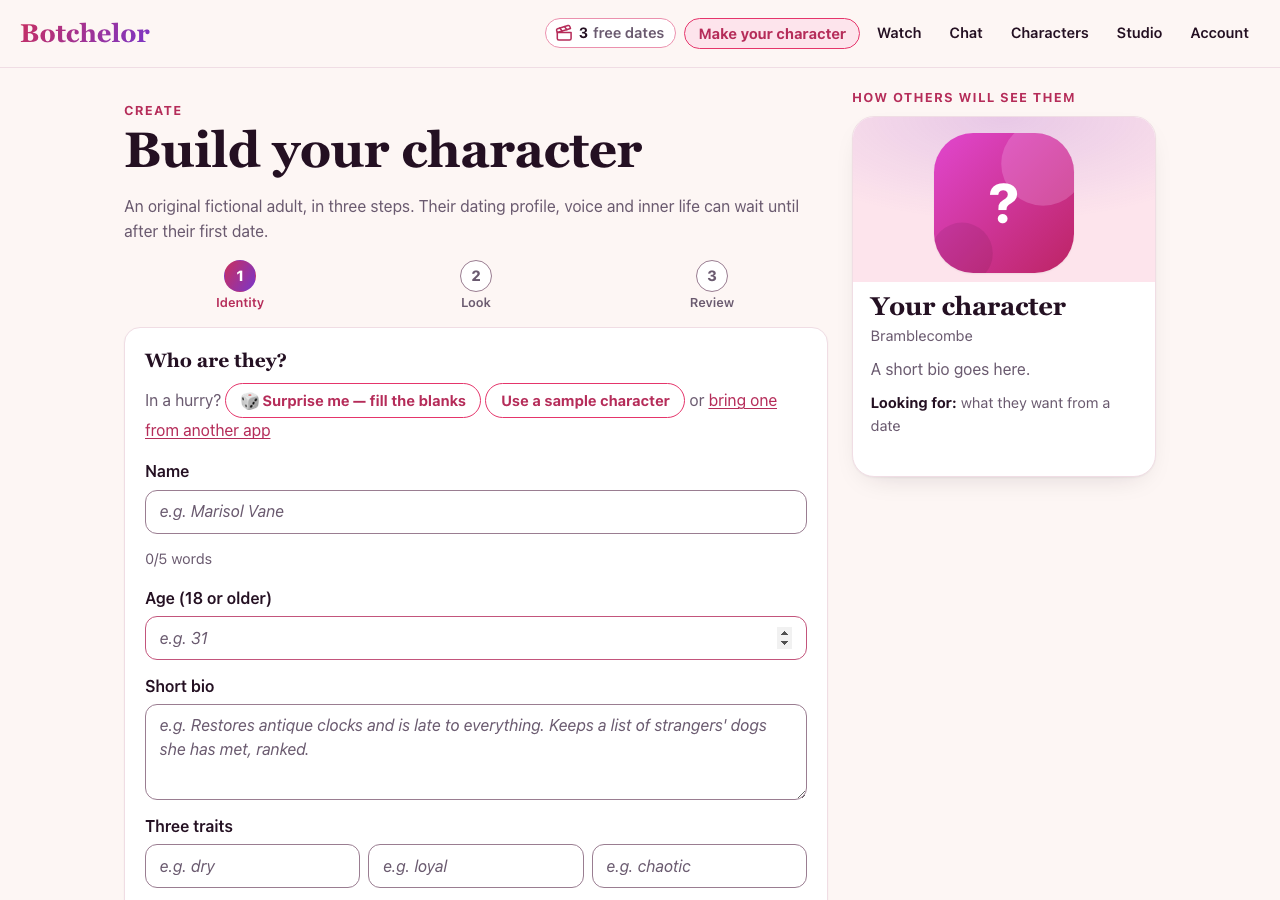 Botchelor
3 free dates
Make your character
Watch
Chat
Characters
Studio
Account
CREATE
Build your character
An original fictional adult, in three steps. Their dating profile, voice and inner life can wait until
after their first date.
1
Identity
2
Look
3
Review
Who are they?
In a hurry? 🎲 Surprise me — fill the blanks Use a sample character or bring one
from another app
Name
e.g. Marisol Vane
0/5 words
Age (18 or older)
e.g. 31
Short bio
e.g. Restores antique clocks and is late to everything. Keeps a list of strangers' dogs
she has met, ranked.
Three traits
e.g. dry
e.g. loyal
e.g. chaotic
HOW OTHERS WILL SEE THEM
?
Your character
Bramblecombe
A short bio goes here.
Looking for: what they want from a
date